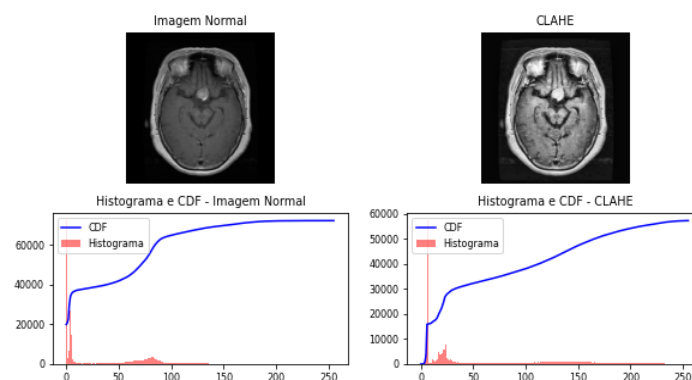 Imagem Normal
CLAHE
Histograma e CDF - Imagem Normal
CDF
Histograma
60000
40000
20000
0
0 50 100 150 200 250
Histograma e CDF - CLAHE
CDF
Histograma
60000
50000
40000
30000
20000
10000
0
0 50 100 150 200 250